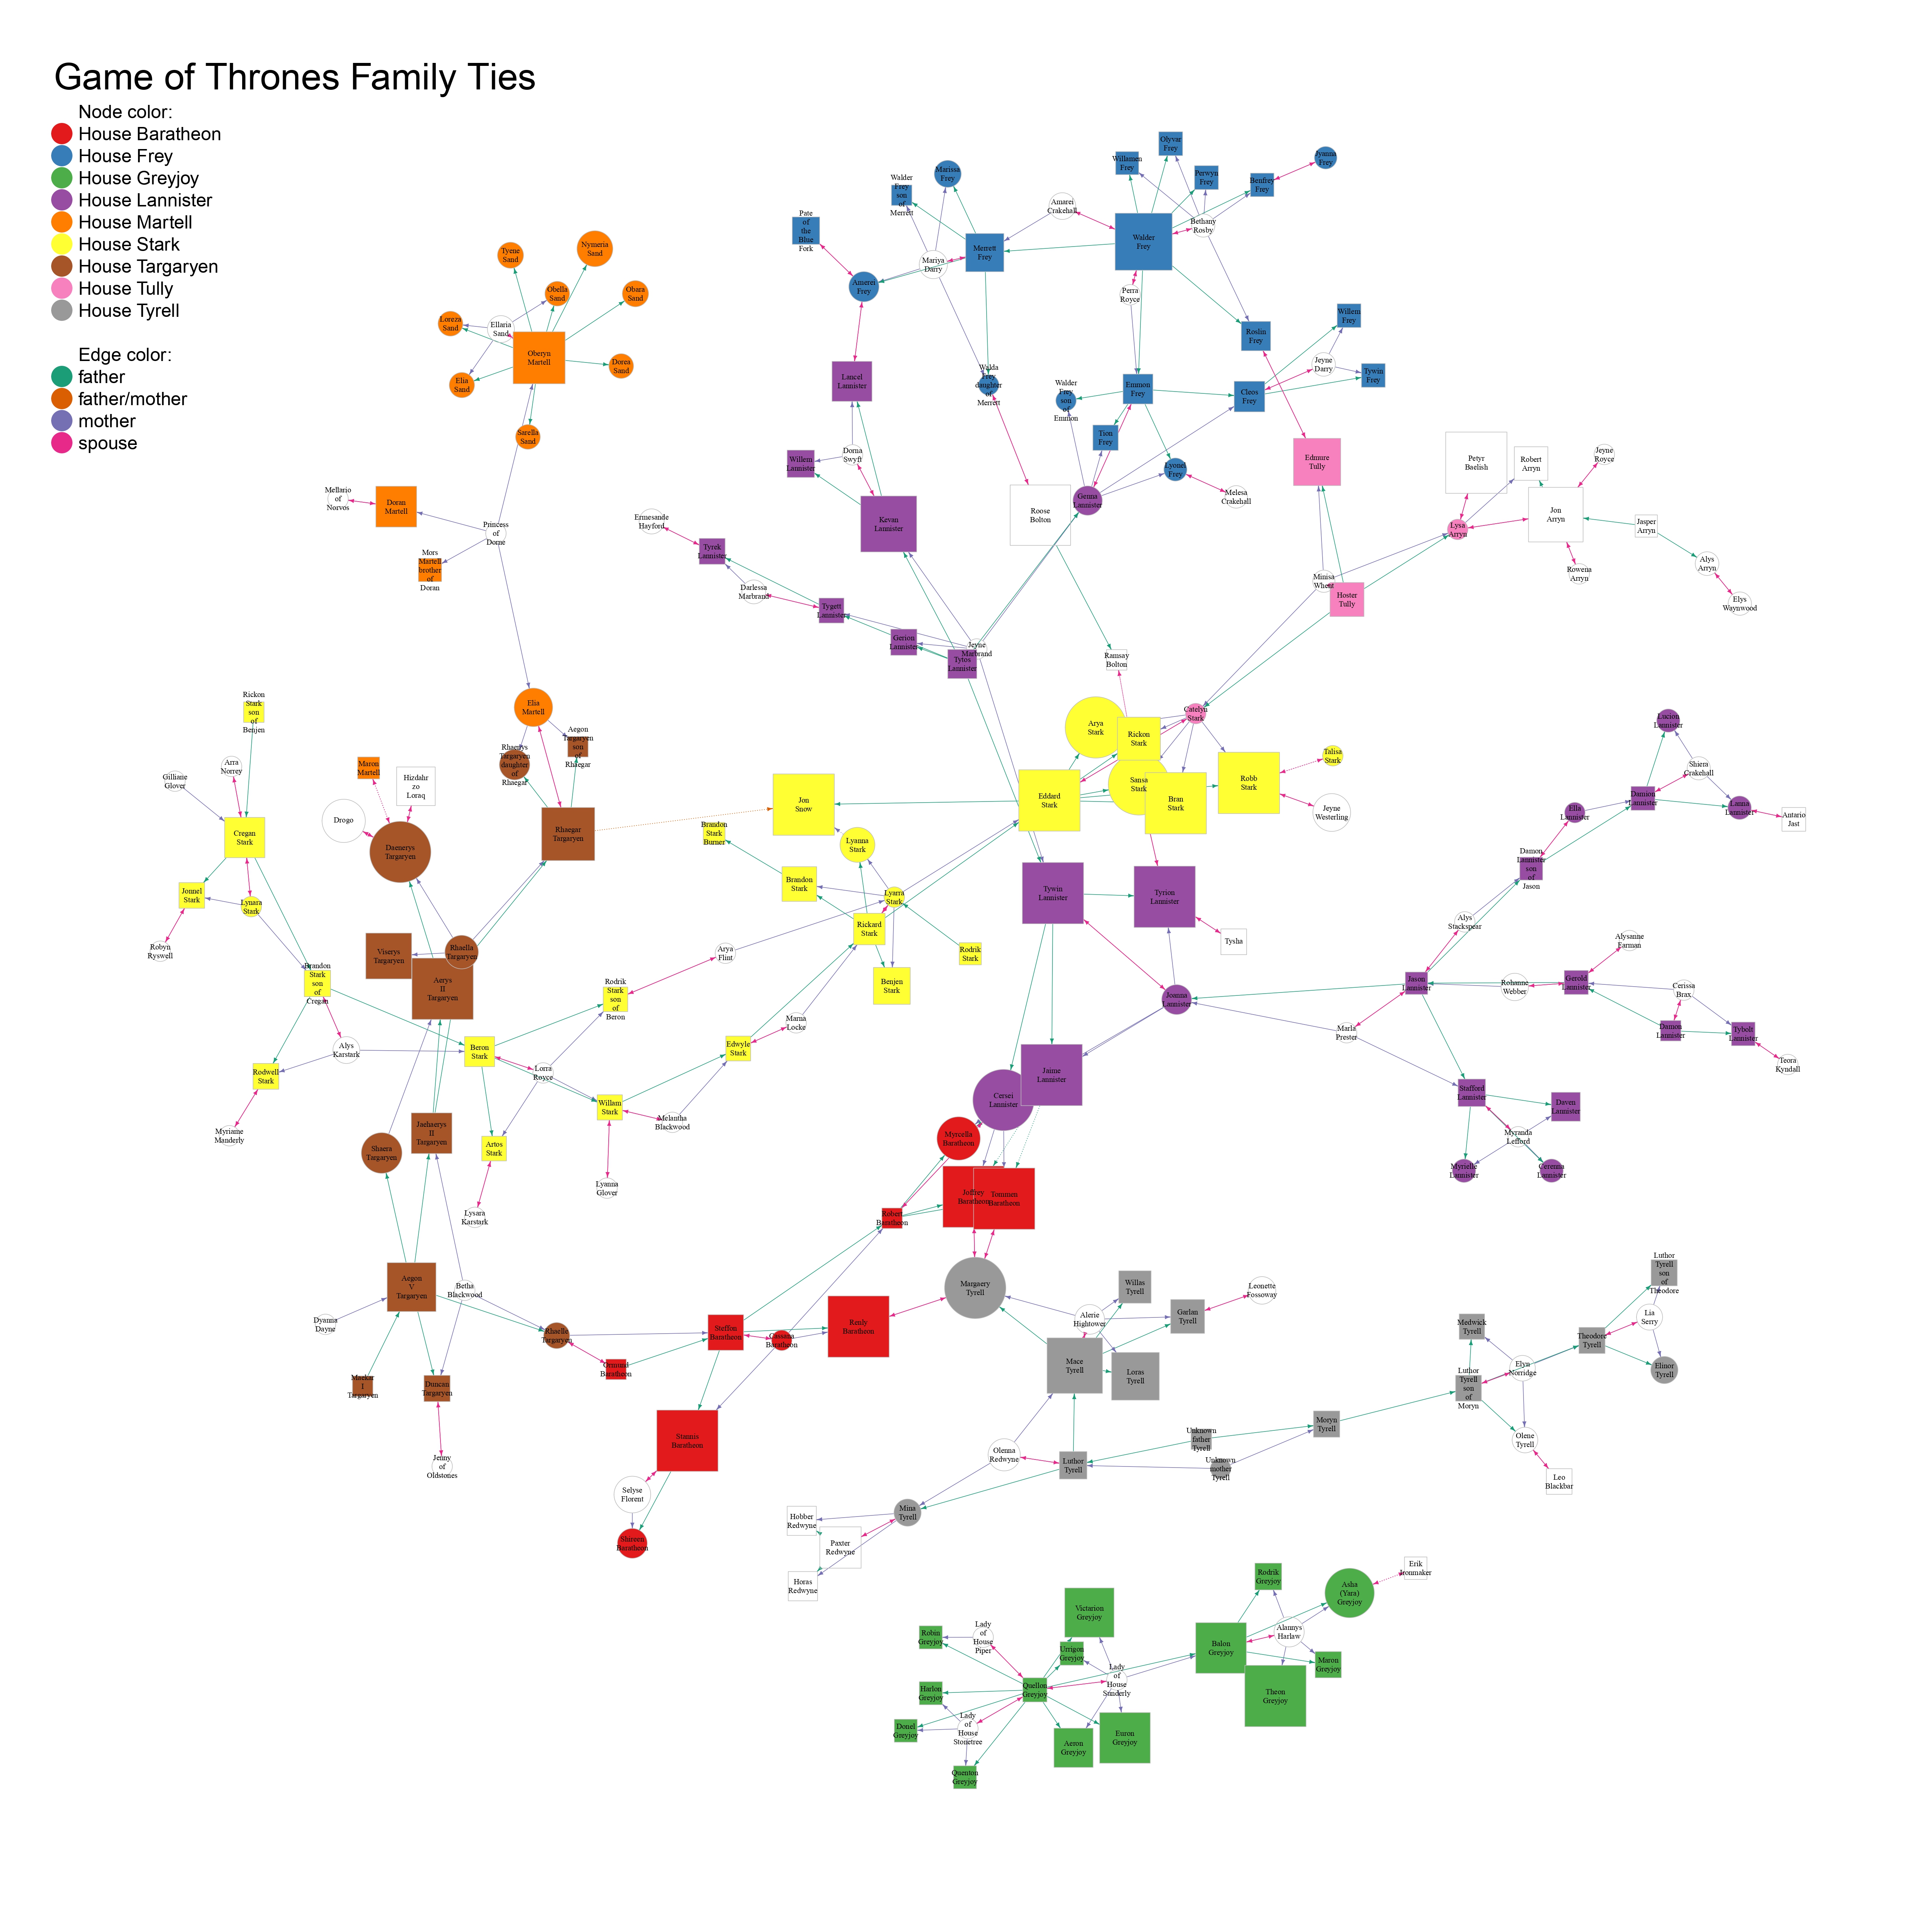 Game of Thrones Family Ties
Node color:
House Baratheon
House Frey
House Greyjoy
House Lannister
House Martell
House Stark
House Targaryen
House Tully
House Tyrell
Edge color:
father
father/mother
mother
spouse
Olyvar
Frey
Willamen
Frey
Jyanna
Frey
Perwyn
Frey
Benfrey
Frey
Marissa
Frey
Walder
Frey
son
of
Merrett
Amarei
Crakehall
Bethany
Rosby
Pate
of
the
Blue
Fork
Walder
Frey
Merrett
Frey
Mariya
Darry
Amerei
Frey
Perra
Royce
Nymeria
Sand
Tyene
Sand
Obella
Sand
Obara
Sand
Loreza
Sand
Ellaria
Sand
Oberyn
Martell
Dorea
Sand
Elia
Sand
Sarella
Sand
Willem
Frey
Roslin
Frey
Jeyne
Darry
Tywin
Frey
Lancel
Lannister
Walda
Frey
daughter
of
Merrett
Walder
Frey
son
of
Emmon
Emmon
Frey
Cleos
Frey
Tion
Frey
Lyonel
Frey
Melesa
Crakehall
Genna
Lannister
Edmure
Tully
Petyr
Baelish
Robert
Arryn
Jeyne
Royce
Jon
Arryn
Lysa
Arryn
Jasper
Arryn
Alys
Arryn
Rowena
Arryn
Elys
Waynwood
Minisa
Whent
Hoster
Tully
Willem
Lannister
Dorna
Swyft
Kevan
Lannister
Roose
Bolton
Mellario
of
Norvos
Doran
Martell
Princess
of
Dorne
Mors
Martell
brother
of
Doran
Ermesande
Hayford
Tyrek
Lannister
Darlessa
Marbrand
Tygett
Lannister
Gerion
Lannister
Jeyne
Marbrand
Tytos
Lannister
Ramsay
Bolton
Rickon
Stark
son
of
Benjen
Elia
Martell
Aegon
Targaryen
son
of
Rhaegar
Rhaenys
Targaryen
daughter
of
Rhaegar
Arya
Stark
Rickon
Stark
Catelyn
Stark
Talisa
Stark
Lucion
Lannister
Arra
Norrey
Gilliane
Glover
Maron
Martell
Hizdahr
zo
Loraq
Drogo
Daenerys
Targaryen
Rhaegar
Targaryen
Jon
Snow
Eddard
Stark
Sansa
Stark
Bran
Stark
Robb
Stark
Jeyne
Westerling
Shiera
Crakehall
Damion
Lannister
Ella
Lannister
Lanna
Lannister
Antario
Jast
Cregan
Stark
Brandon
Stark
Burner
Lyanna
Stark
Brandon
Stark
Lyarra
Stark
Rickard
Stark
Tywin
Lannister
Tyrion
Lannister
Damon
Lannister
son
of
Jason
Jonnel
Stark
Lynara
Stark
Robyn
Ryswell
Alys
Stackspear
Tysha
Alysanne
Farman
Viserys
Targaryen
Rhaella
Targaryen
Aerys
II
Targaryen
Arya
Flint
Rodrik
Stark
Benjen
Stark
Brandon
Stark
son
of
Cregan
Rodrik
Stark
son
of
Beron
Joanna
Lannister
Jason
Lannister
Rohanne
Webber
Gerold
Lannister
Cerissa
Brax
Marla
Prester
Damon
Lannister
Tybolt
Lannister
Teora
Kyndall
Marna
Locke
Alys
Karstark
Beron
Stark
Edwyle
Stark
Lorra
Royce
Rodwell
Stark
Jaime
Lannister
Cersei
Lannister
Stafford
Lannister
Daven
Lannister
Willam
Stark
Melantha
Blackwood
Myriame
Manderly
Jaehaerys
II
Targaryen
Shaera
Targaryen
Artos
Stark
Myrcella
Baratheon
Myranda
Lefford
Myrielle
Lannister
Cerenna
Lannister
Lyanna
Glover
Lysara
Karstark
Joffrey
Baratheon
Tommen
Baratheon
Robert
Baratheon
Aegon
V
Targaryen
Betha
Blackwood
Dyanna
Dayne
Margaery
Tyrell
Willas
Tyrell
Leonette
Fossoway
Luthor
Tyrell
son
of
Theodore
Rhaella
Targaryen
Steffon
Baratheon
Cassana
Baratheon
Renly
Baratheon
Alerie
Hightower
Garlan
Tyrell
Medwick
Tyrell
Lia
Serry
Theodore
Tyrell
Ormund
Baratheon
Mace
Tyrell
Loras
Tyrell
Elyn
Norridge
Elinor
Tyrell
Maekar
I
Targaryen
Duncan
Targaryen
Luthor
Tyrell
son
of
Moryn
Stannis
Baratheon
Jenny
of
Oldstones
Olenna
Redwyne
Luthor
Tyrell
Unknown
father
Tyrell
Unknown
mother
Tyrell
Moryn
Tyrell
Olene
Tyrell
Leo
Blackbar
Selyse
Florent
Shireen
Baratheon
Mina
Tyrell
Hobber
Redwyne
Paxter
Redwyne
Horas
Redwyne
Rodrik
Greyjoy
Asha
(Yara)
Greyjoy
Erik
Ironmaker
Victarion
Greyjoy
Robin
Greyjoy
Lady
of
House
Piper
Urrigon
Greyjoy
Balon
Greyjoy
Alannys
Harlaw
Maron
Greyjoy
Harlon
Greyjoy
Quellon
Greyjoy
Lady
of
House
Sunderly
Theon
Greyjoy
Donel
Greyjoy
Lady
of
House
Stonetree
Aeron
Greyjoy
Euron
Greyjoy
Quenton
Greyjoy